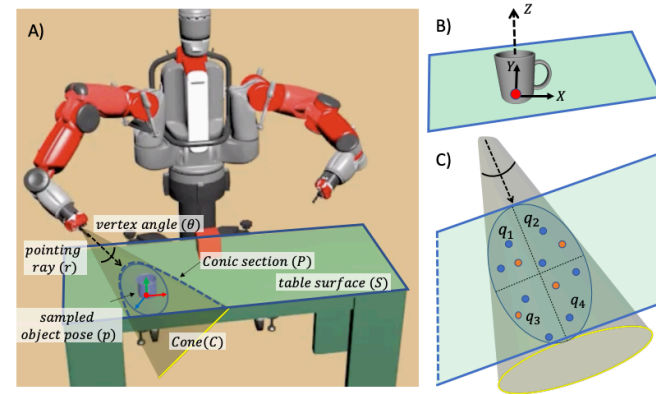 A)
vertex angle (θ)
pointing
ray (r)
Conic section (P)
table surface (S)
sampled
object pose (p)
Cone(C)
B)
Z
Y
X
C)
q₁
q₂
q₃
q₄